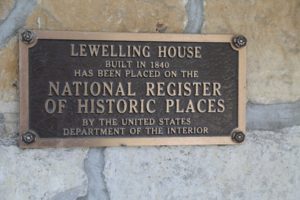 LEWELLING HOUSE
BUILT IN 1840
HAS BEEN PLACED ON THE
NATIONAL REGISTER
OF HISTORIC PLACES
BY THE UNITED STATES
DEPARTMENT OF THE INTERIOR